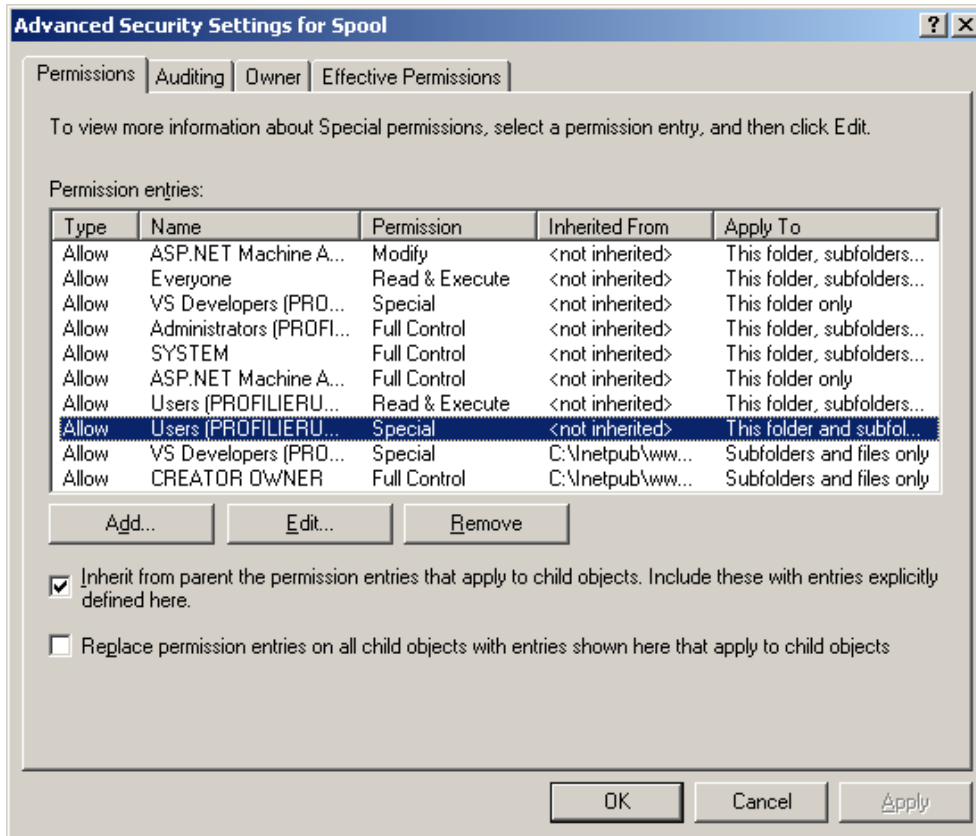 Advanced Security Settings for Spool
Permissions Auditing Owner Effective Permissions
To view more information about Special permissions, select a permission entry, and then click Edit.
Permission entries:
Type Name Permission Inherited From Apply To
Allow ASP.NET Machine A... Modify <not inherited> This folder, subfolders...
Allow Everyone Read & Execute <not inherited> This folder, subfolders...
Allow VS Developers (PRO... Special <not inherited> This folder only
Allow Administrators (PROFI... Full Control <not inherited> This folder, subfolders...
Allow SYSTEM Full Control <not inherited> This folder, subfolders...
Allow ASP.NET Machine A... Full Control <not inherited> This folder only
Allow Users (PROFILIERU... Read & Execute <not inherited> This folder, subfolders...
Allow Users (PROFILIERU... Special <not inherited> This folder and subfol...
Allow VS Developers (PRO... Special C:\Inetpub\ww... Subfolders and files only
Allow CREATOR OWNER Full Control C:\Inetpub\ww... Subfolders and files only
Add... Edit... Remove
Inherit from parent the permission entries that apply to child objects. Include these with entries explicitly
defined here.
Replace permission entries on all child objects with entries shown here that apply to child objects
OK Cancel Apply